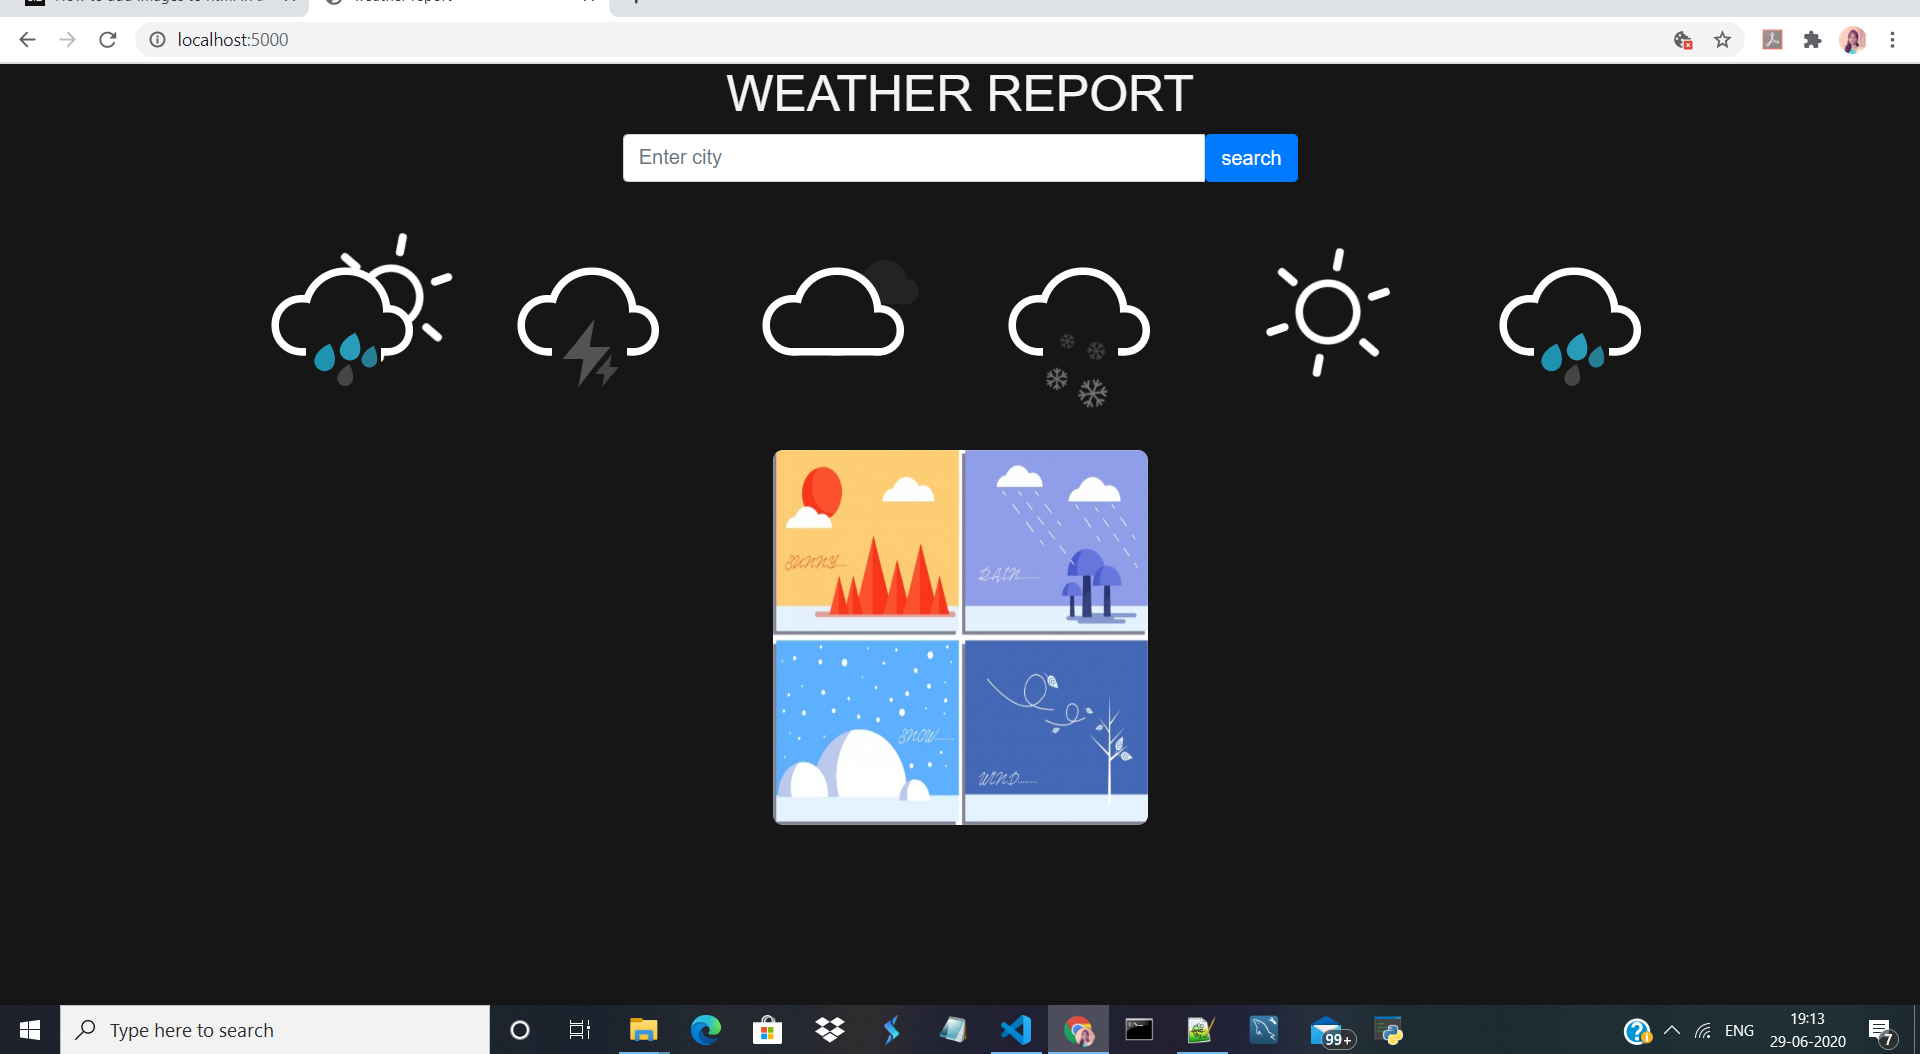 localhost:5000
WEATHER REPORT
Enter city
search
SUNNY....
RAIN........
SNOW........
WIND........
Type here to search
99+
ENG
19:13
29-06-2020
7